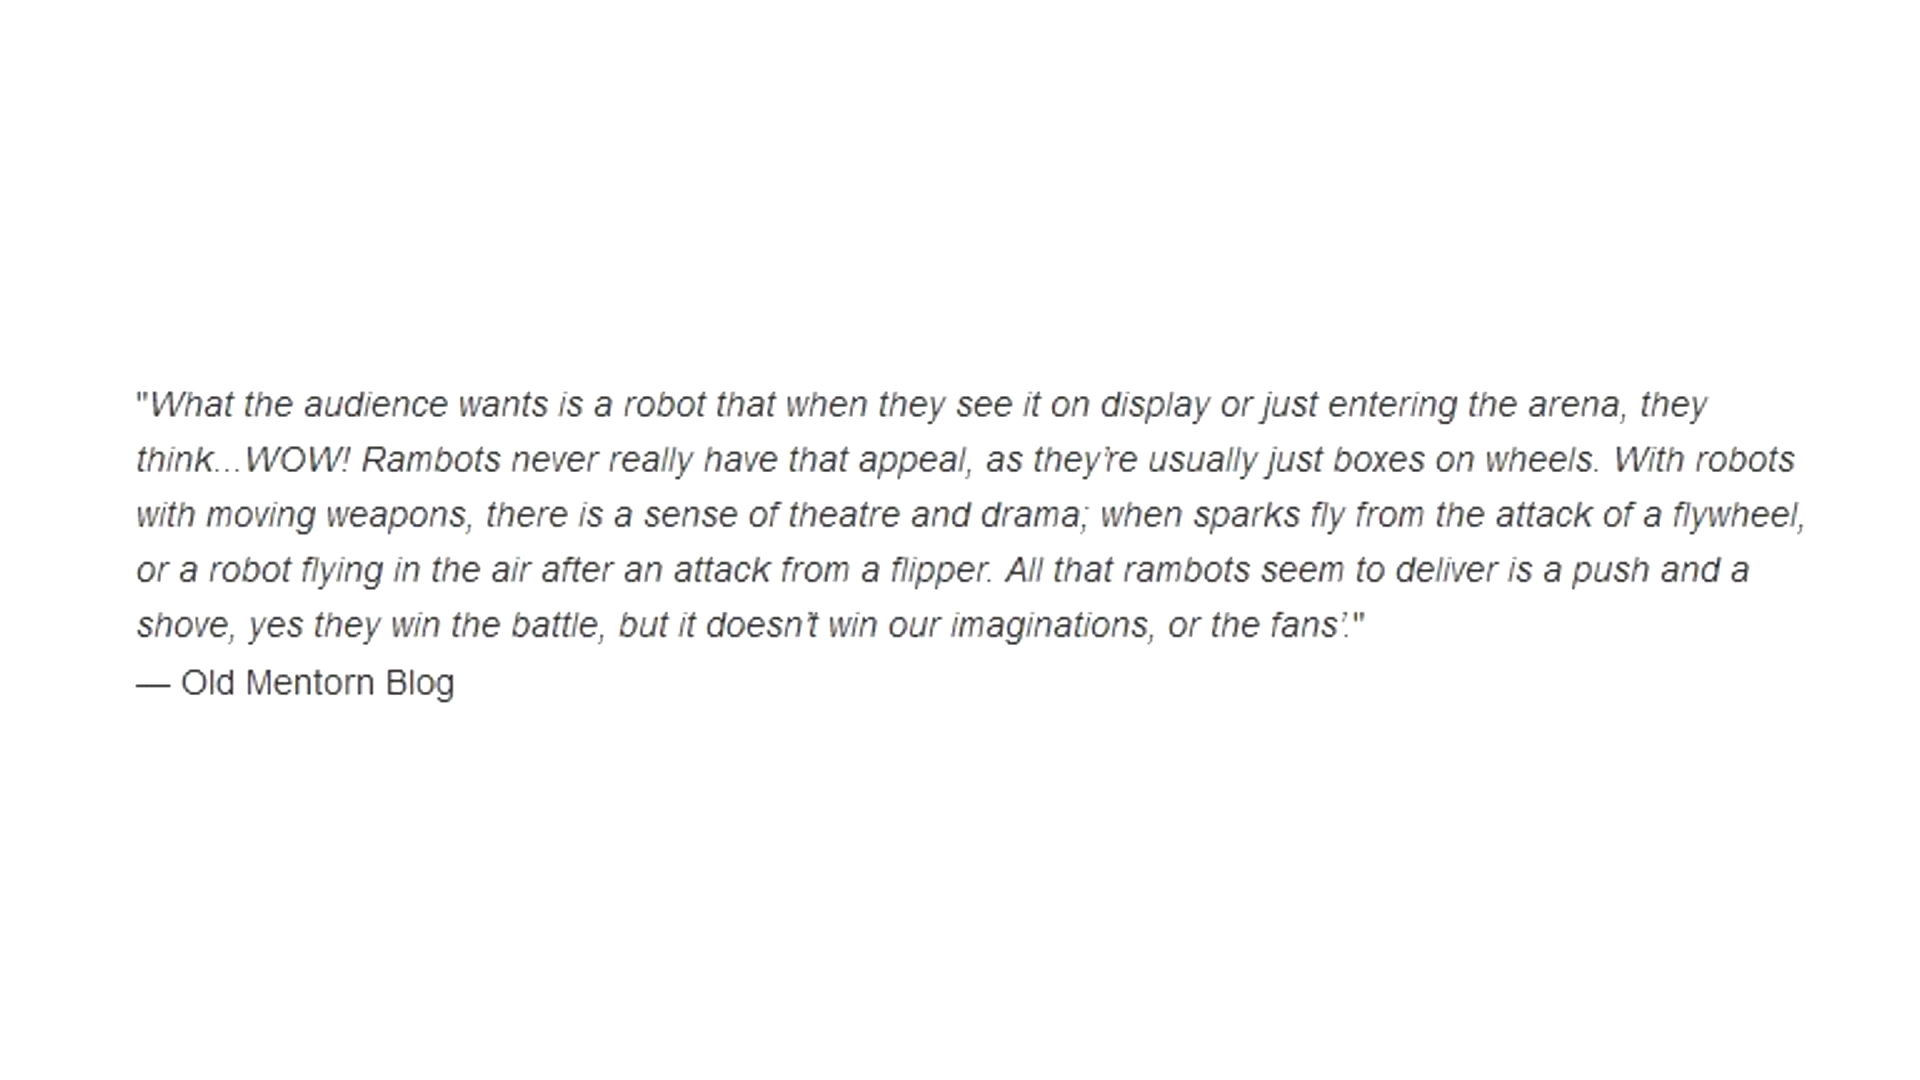 "What the audience wants is a robot that when they see it on display or just entering the arena, they
think...WOW! Rambots never really have that appeal, as they’re usually just boxes on wheels. With robots
with moving weapons, there is a sense of theatre and drama; when sparks fly from the attack of a flywheel,
or a robot flying in the air after an attack from a flipper. All that rambots seem to deliver is a push and a
shove, yes they win the battle, but it doesn’t win our imaginations, or the fans’."
— Old Mentorn Blog